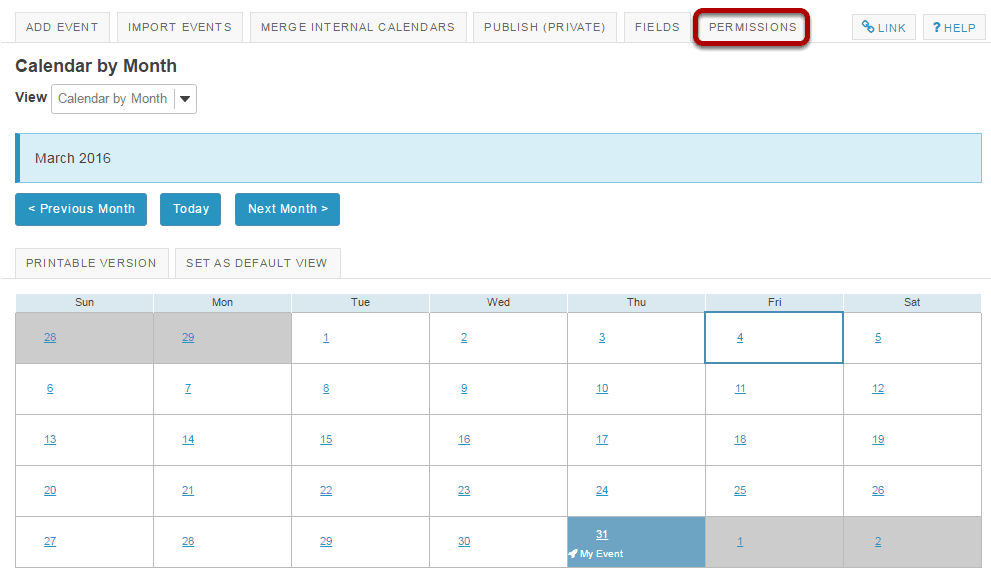 ADD EVENT IMPORT EVENTS MERGE INTERNAL CALENDARS PUBLISH (PRIVATE) FIELDS PERMISSIONS LINK ? HELP
Calendar by Month
View Calendar by Month
March 2016
< Previous Month Today Next Month >
PRINTABLE VERSION SET AS DEFAULT VIEW
Sun Mon Tue Wed Thu Fri Sat
28 29 1 2 3 4 5
6 7 8 9 10 11 12
13 14 15 16 17 18 19
20 21 22 23 24 25 26
27 28 29 30 31 1 2
My Event